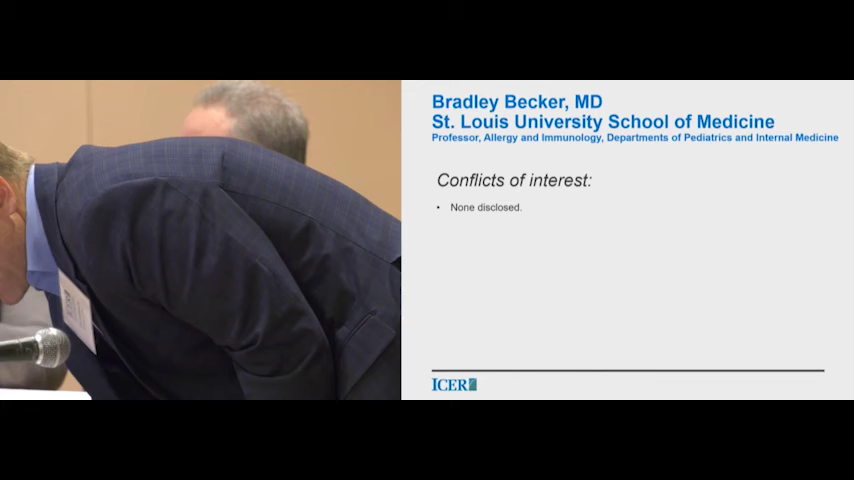 Bradley Becker, MD
St. Louis University School of Medicine
Professor, Allergy and Immunology, Departments of Pediatrics and Internal Medicine
Conflicts of interest:
• None disclosed.
ICER